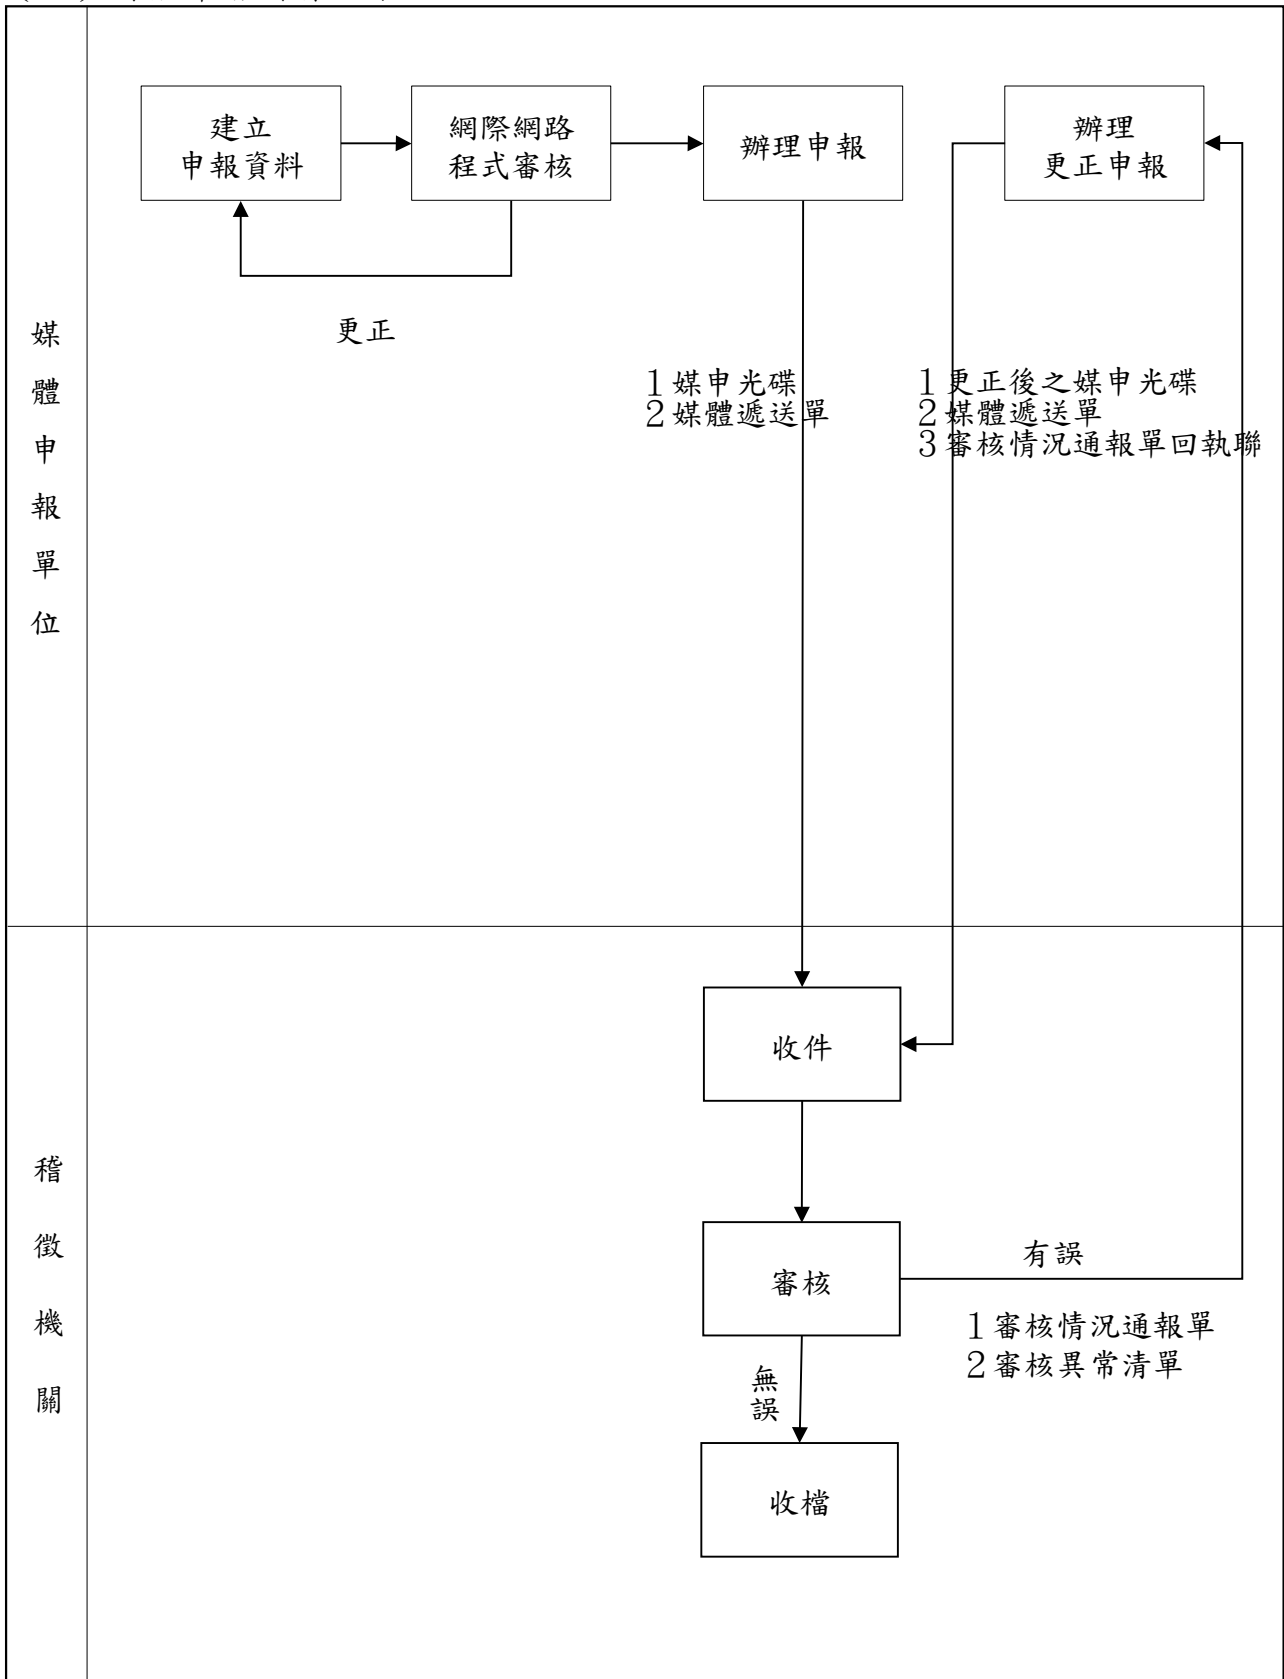 建立
申報資料
網際網路
程式審核
辦理申報
辦理
更正申報
更正
1媒申光碟
2媒體遞送單
1更正後之媒申光碟
2媒體遞送單
3審核情況通報單回執聯
媒
體
申
報
單
位
收件
審核
有誤
1審核情況通報單
2審核異常清單
無
誤
收檔
稽
徵
機
關